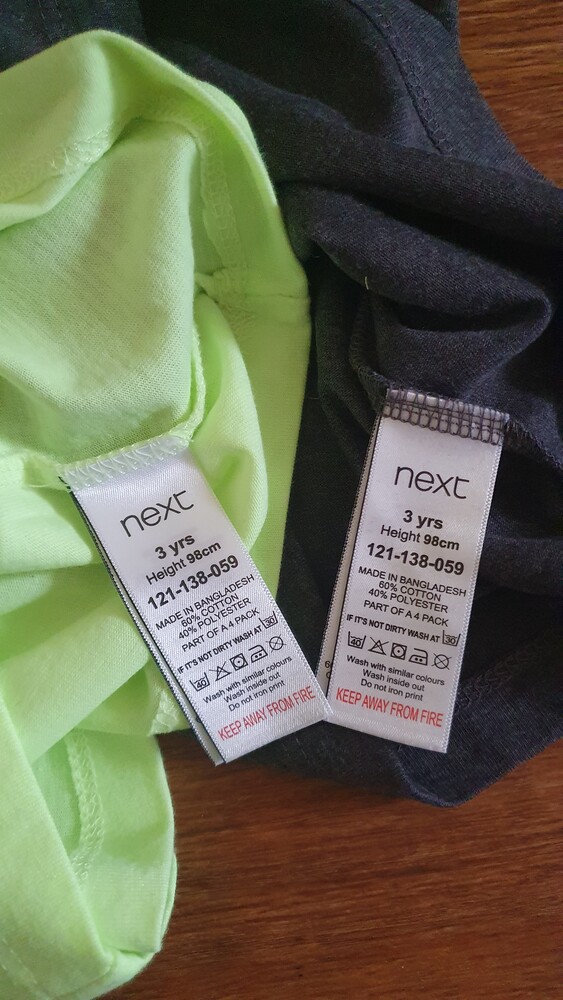 next
3 yrs
Height 98cm
121-138-059
MADE IN BANGLADESH
60% COTTON
40% POLYESTER
PART OF A 4 PACK
IF IT'S NOT DIRTY WASH AT 30
40
Wash with similar colours
Wash inside out
Do not iron print
KEEP AWAY FROM FIRE
next
3 yrs
Height 98cm
121-138-059
MADE IN BANGLADESH
60% COTTON
40% POLYESTER
PART OF A 4 PACK
IF IT'S NOT DIRTY WASH AT 30
40
Wash with similar colours
Wash inside out
Do not iron print
KEEP AWAY FROM FIRE